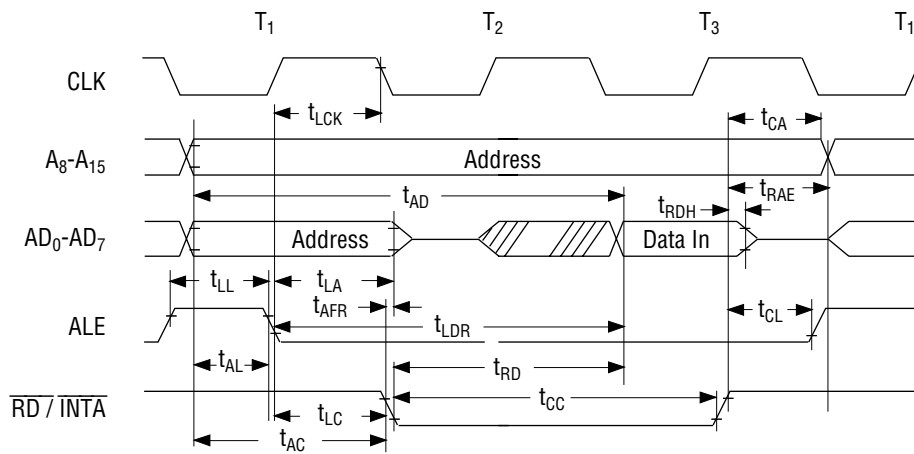 T1 T2 T3 T1
CLK
tLCK tCA
A8-A15 Address
tAD tRAE
tRDH
AD0-AD7 Address Data In
tLL tLA
tAFR tCL
ALE tLDR
tAL tRD
RD / INTA tCC
tLC
tAC